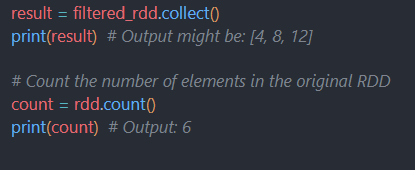 result = filtered_rdd.collect()
print(result)  # Output might be: [4, 8, 12]
# Count the number of elements in the original RDD
count = rdd.count()
print(count)  # Output: 6